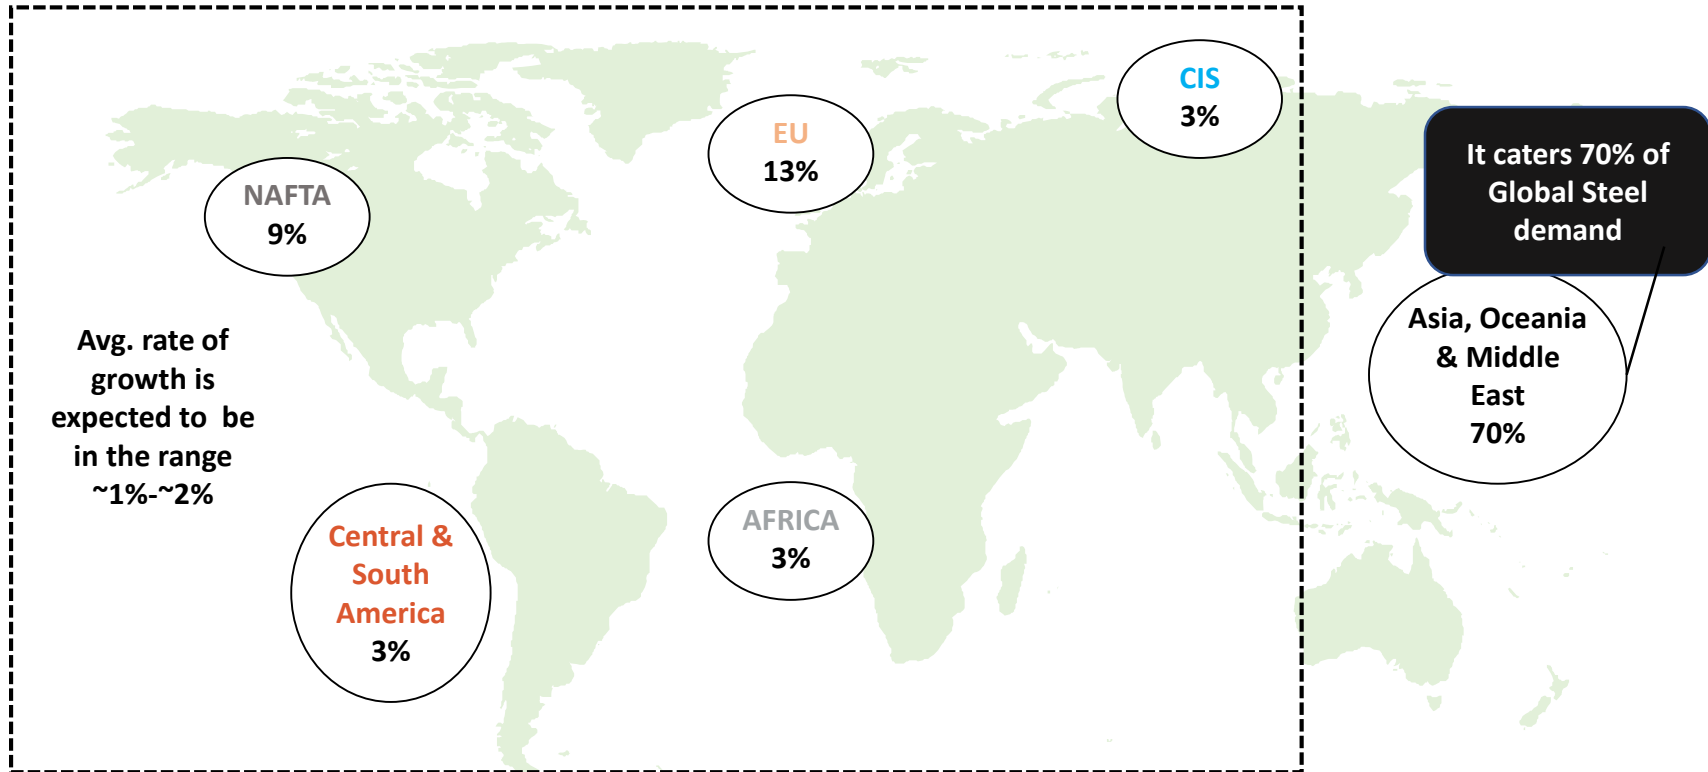 CIS
3%
EU
13%
It caters 70% of
Global Steel
demand
NAFTA
9%
Asia, Oceania
& Middle
East
70%
Avg. rate of
growth is
expected to  be
in the range
~1%-~2%
AFRICA
3%
Central &
South
America
3%